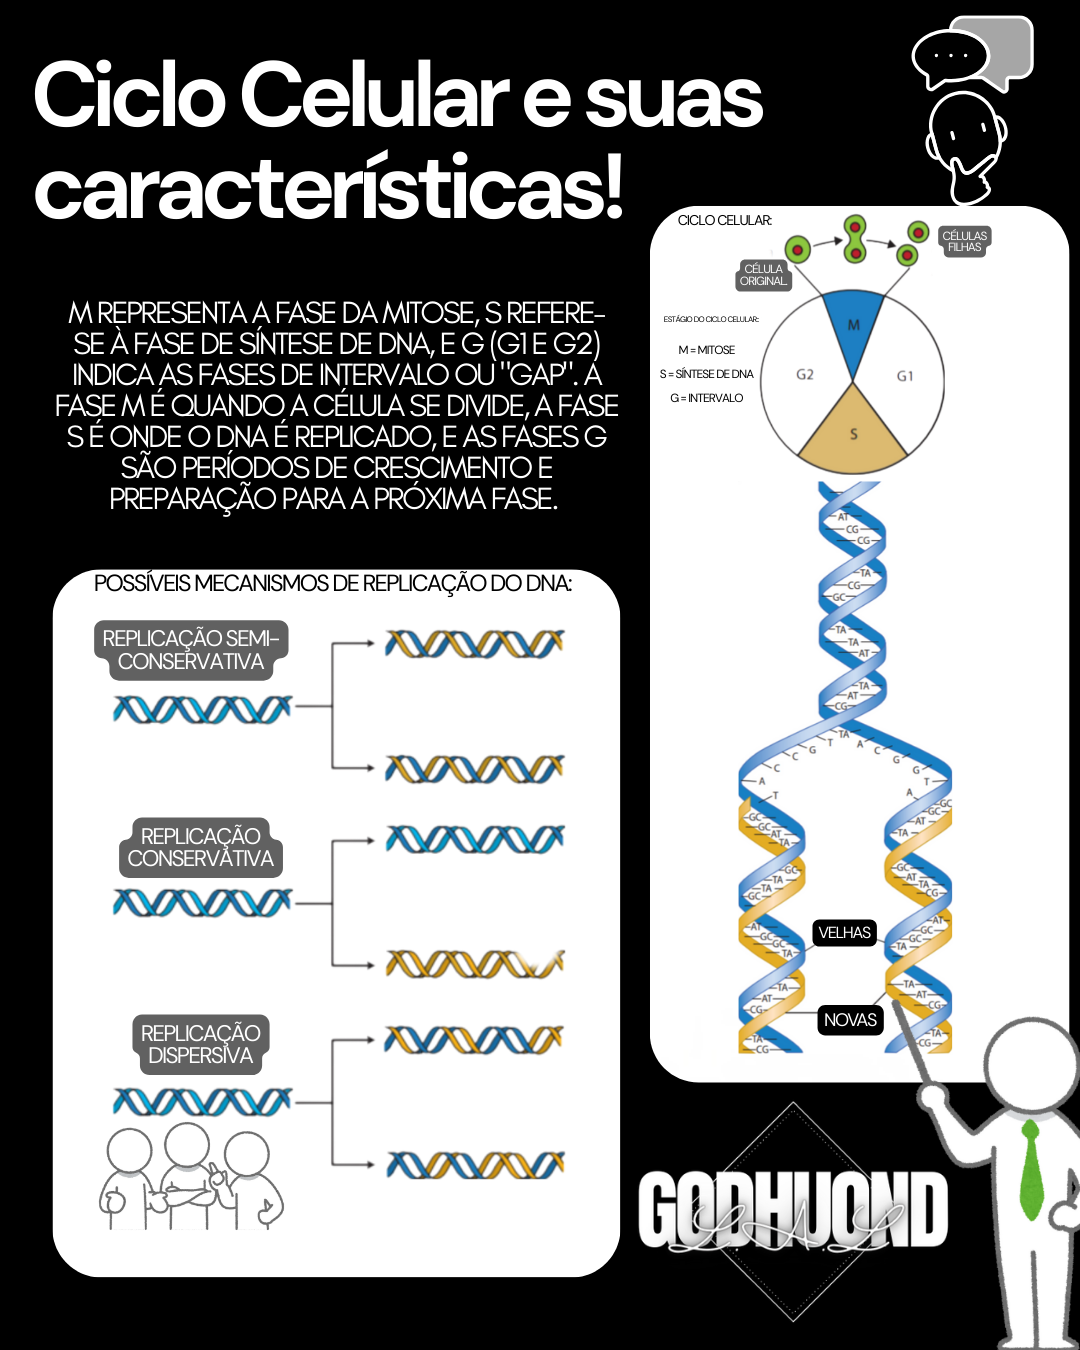 Ciclo Celular e suas
características!
M REPRESENTA A FASE DA MITOSE, S REFERE-
SE À FASE DE SÍNTESE DE DNA, E G (G1 E G2)
INDICA AS FASES DE INTERVALO OU "GAP". A
FASE M É QUANDO A CÉLULA SE DIVIDE, A FASE
S É ONDE O DNA É REPLICADO, E AS FASES G
SÃO PERÍODOS DE CRESCIMENTO E
PREPARAÇÃO PARA A PRÓXIMA FASE.
POSSÍVEIS MECANISMOS DE REPLICAÇÃO DO DNA:
REPLICAÇÃO SEMI-
CONSERVATIVA
REPLICAÇÃO
CONSERVATIVA
REPLICAÇÃO
DISPERSIVA
CICLO CELULAR:
CÉLULAS
FILHAS
CÉLULA
ORIGINAL
ESTÁGIO DO CICLO CELULAR:
M = MITOSE
S = SÍNTESE DE DNA
G = INTERVALO
M
G2
G1
S
AT
CG
CG
TA
CG
GC
TA
TA
AT
TA
AT
CG
TA
T
G
C
C
A
T
A
C
G
G
T
A
GC
GC
AT
TA
GC
TA
TA
GC
AT
GC
GC
TA
TA
AT
CG
TA
CG
GC
GC
AT
TA
GC
AT
TA
CG
AT
GC
GC
TA
TA
AT
CG
TA
CG
VELHAS
NOVAS
GODHUOND
L.A.L